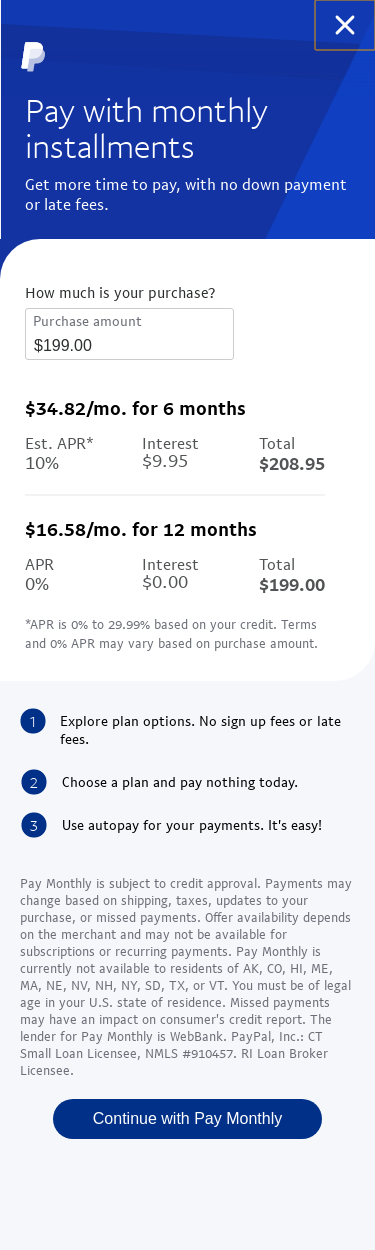 Pay with monthly
installments
Get more time to pay, with no down payment
or late fees.
How much is your purchase?
Purchase amount
$199.00
$34.82/mo. for 6 months
Est. APR* Interest Total
10% $9.95 $208.95
$16.58/mo. for 12 months
APR Interest Total
0% $0.00 $199.00
*APR is 0% to 29.99% based on your credit. Terms
and 0% APR may vary based on purchase amount.
1 Explore plan options. No sign up fees or late
fees.
2 Choose a plan and pay nothing today.
3 Use autopay for your payments. It's easy!
Pay Monthly is subject to credit approval. Payments may
change based on shipping, taxes, updates to your
purchase, or missed payments. Offer availability depends
on the merchant and may not be available for
subscriptions or recurring payments. Pay Monthly is
currently not available to residents of AK, CO, HI, ME,
MA, NE, NV, NH, NY, SD, TX, or VT. You must be of legal
age in your U.S. state of residence. Missed payments
may have an impact on consumer's credit report. The
lender for Pay Monthly is WebBank. PayPal, Inc.: CT
Small Loan Licensee, NMLS #910457. RI Loan Broker
Licensee.
Continue with Pay Monthly